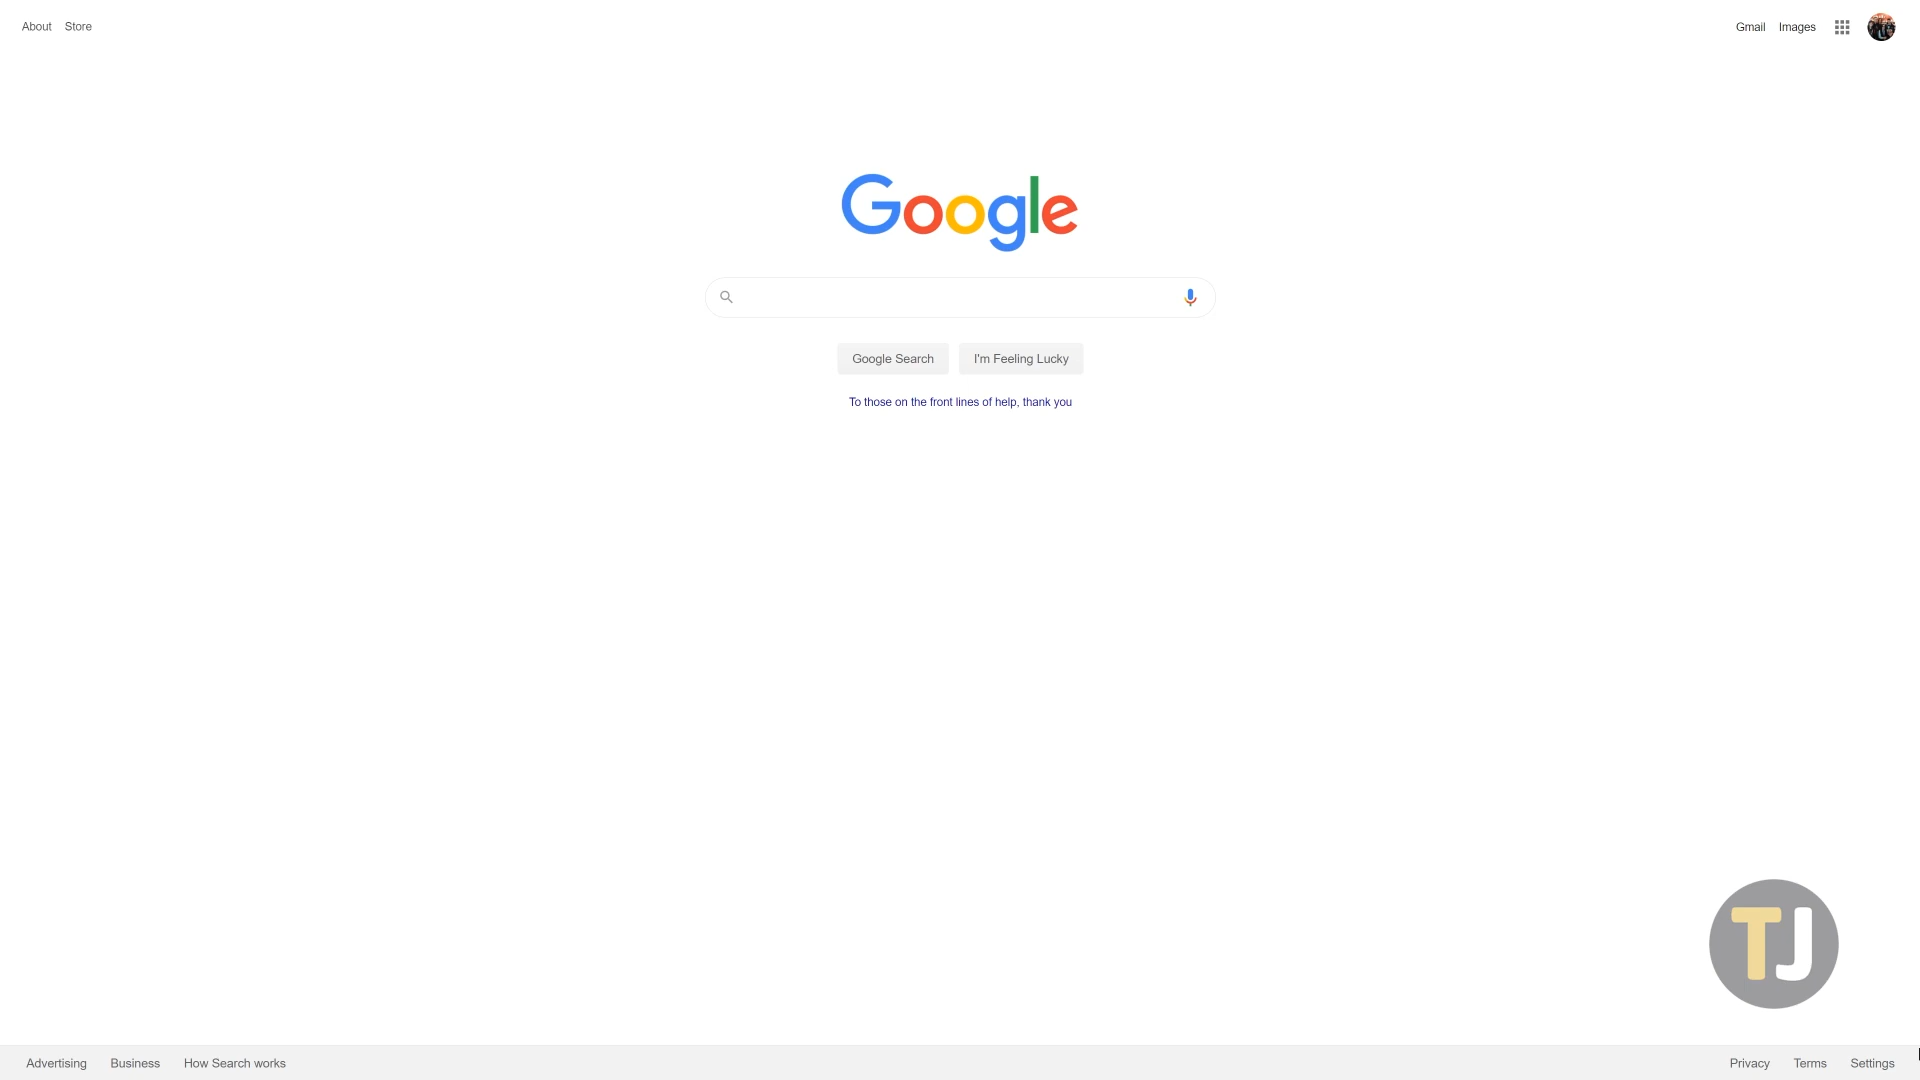 About Store
Gmail Images
Google
Google Search I'm Feeling Lucky
To those on the front lines of help, thank you
TJ
Advertising Business How Search works
Privacy Terms Settings